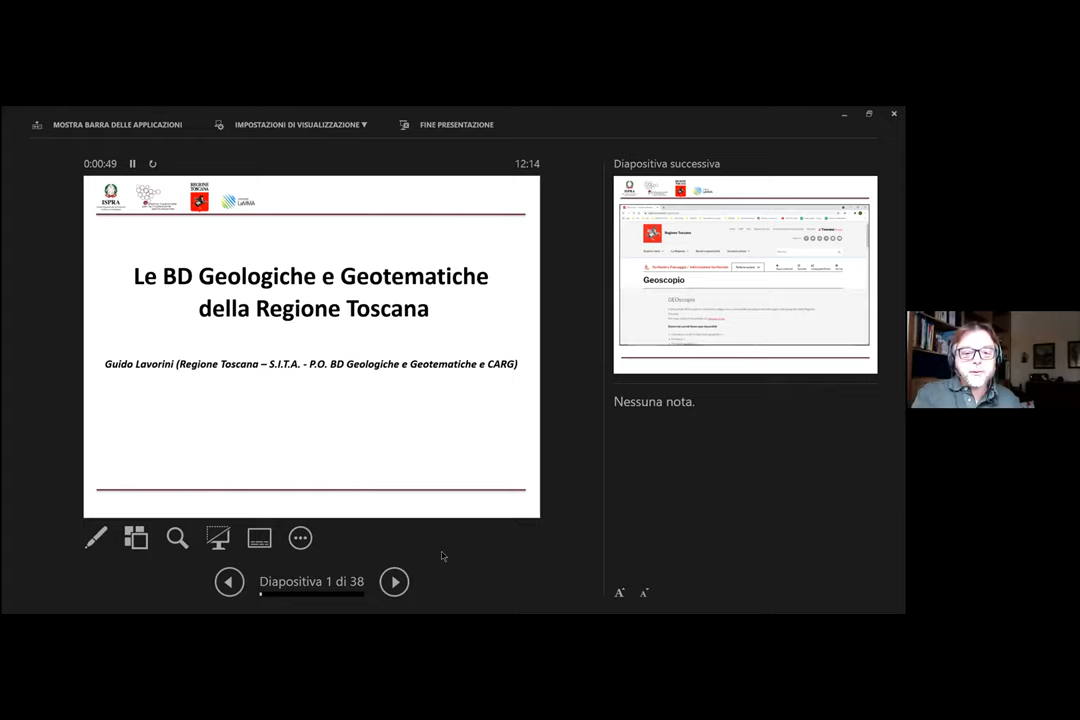 MOSTRA BARRA DELLE APPLICAZIONI
IMPOSTAZIONI DI VISUALIZZAZIONE ▼
FINE PRESENTAZIONE
0:00:49
12:14
ISPRA
REGIONE TOSCANA
LaMMA
Le BD Geologiche e Geotematiche
della Regione Toscana
Guido Lavorini (Regione Toscana – S.I.T.A. - P.O. BD Geologiche e Geotematiche e CARG)
Diapositiva 1 di 38
Diapositiva successiva
Regione Toscana
Geoscopio
GEOscopio
Nessuna nota.
A
A